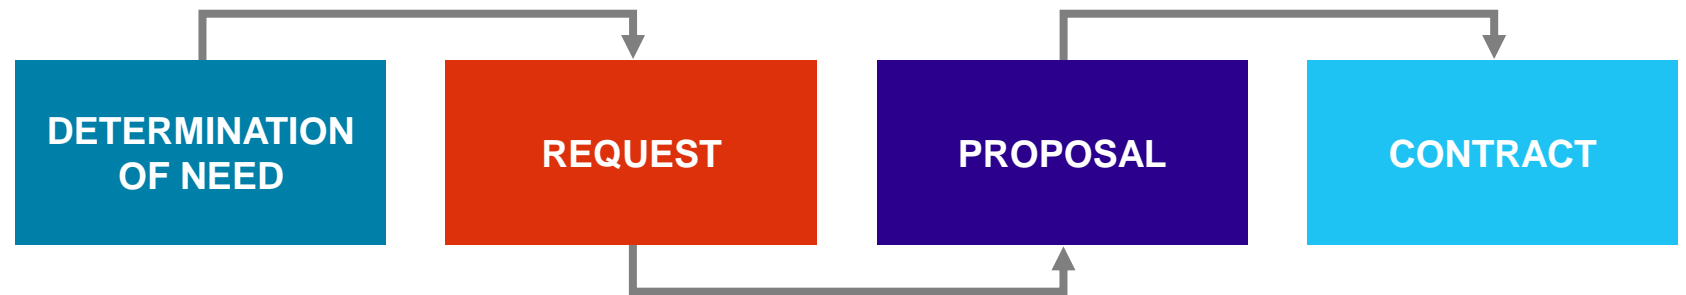 DETERMINATION
OF NEED
REQUEST
PROPOSAL
CONTRACT